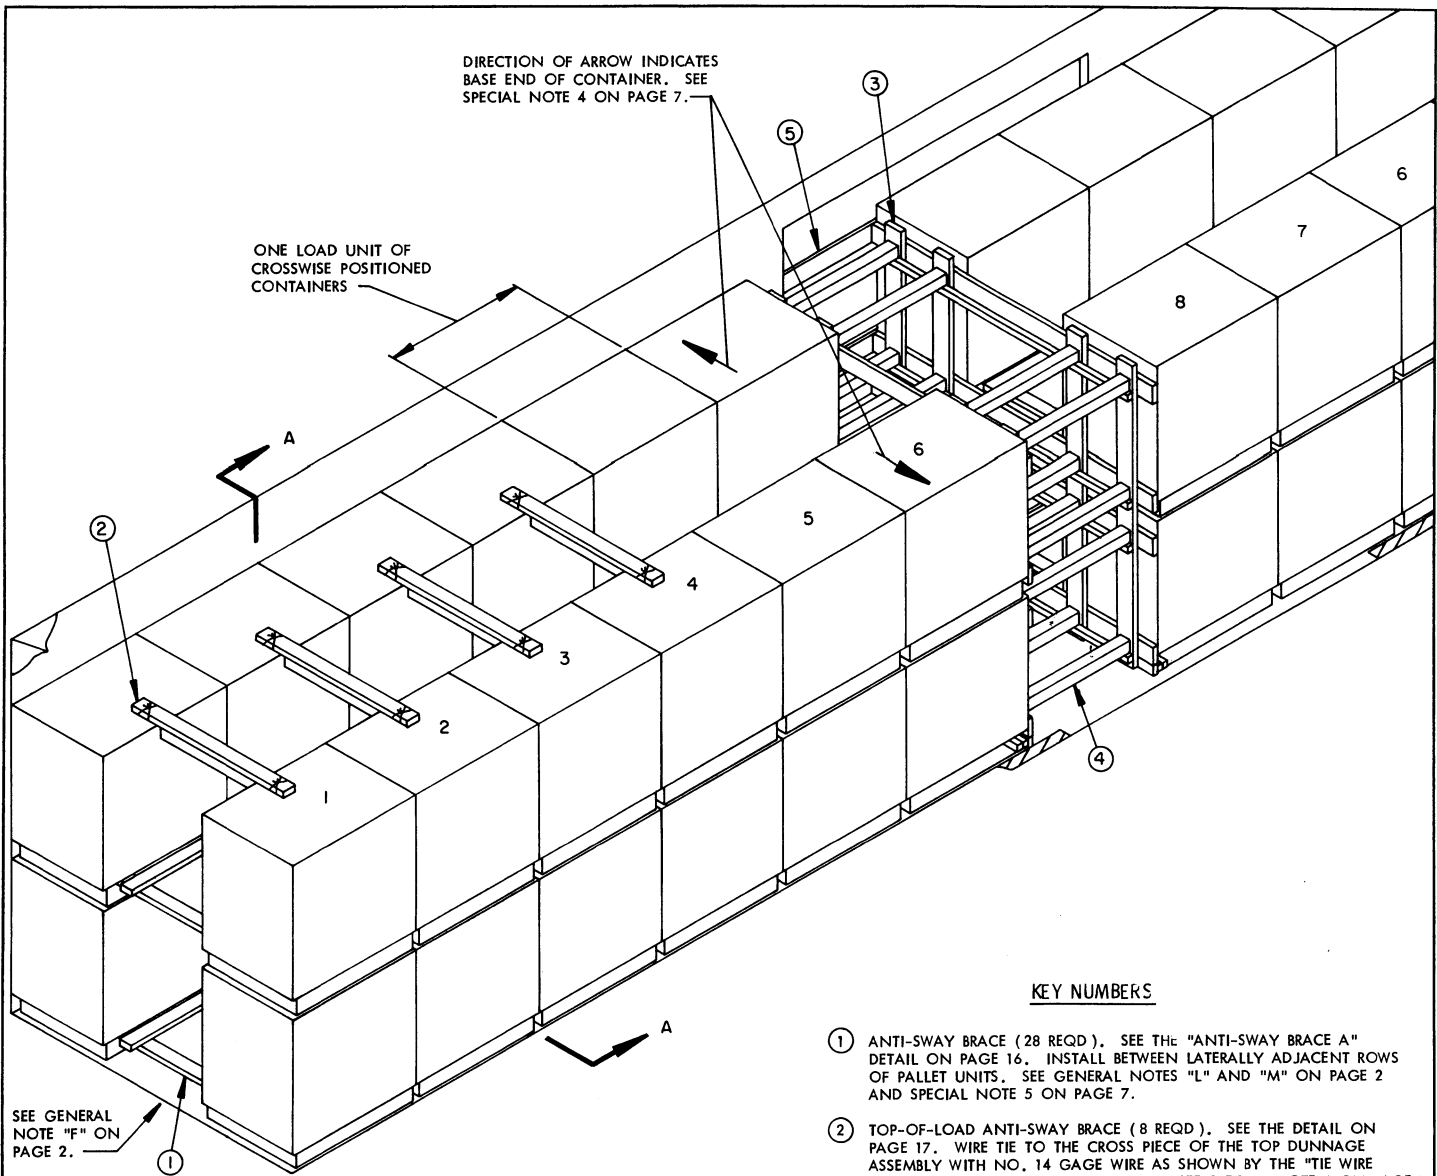 DIRECTION OF ARROW INDICATES
BASE END OF CONTAINER. SEE
SPECIAL NOTE 4 ON PAGE 7.
3
5
6
ONE LOAD UNIT OF
CROSSWISE POSITIONED
CONTAINERS
7
8
A
6
2
5
4
3
2
1
4
A
KEY NUMBERS
1 ANTI-SWAY BRACE (28 REQD). SEE THE "ANTI-SWAY BRACE A"
DETAIL ON PAGE 16. INSTALL BETWEEN LATERALLY ADJACENT ROWS
OF PALLET UNITS. SEE GENERAL NOTES "L" AND "M" ON PAGE 2
AND SPECIAL NOTE 5 ON PAGE 7.
SEE GENERAL
NOTE "F" ON
PAGE 2.
1
2 TOP-OF-LOAD ANTI-SWAY BRACE (8 REQD). SEE THE DETAIL ON
PAGE 17. WIRE TIE TO THE CROSS PIECE OF THE TOP DUNNAGE
ASSEMBLY WITH NO. 14 GAGE WIRE AS SHOWN BY THE "TIE WIRE